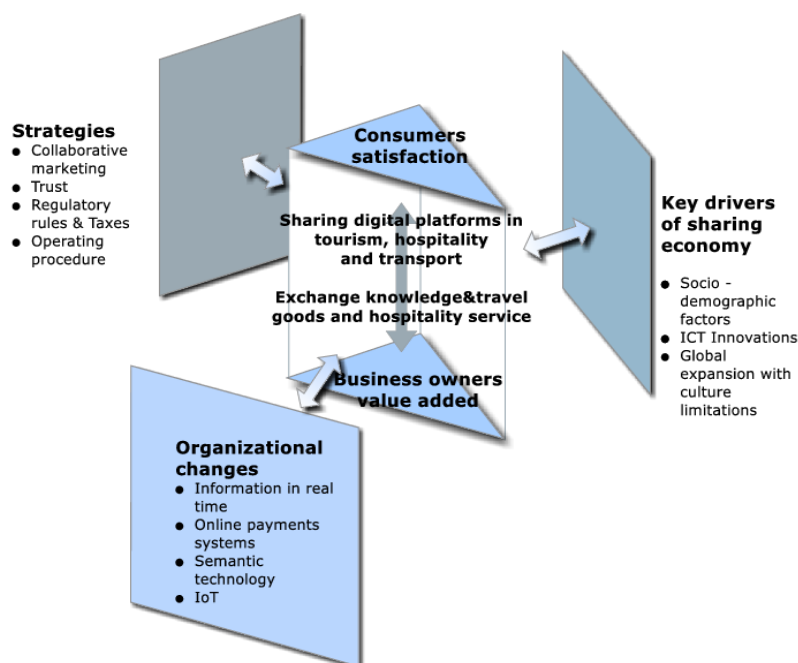 Strategies
● Collaborative
marketing
● Trust
● Regulatory
rules & Taxes
● Operating
procedure
Consumers
satisfaction
Sharing digital platforms in
tourism, hospitality
and transport
Exchange knowledge&travel
goods and hospitality service
Business owners
value added
Key drivers
of sharing
economy
● Socio -
demographic
factors
● ICT Innovations
● Global
expansion with
culture
limitations
Organizational
changes
● Information in real
time
● Online payments
systems
● Semantic
technology
● IoT